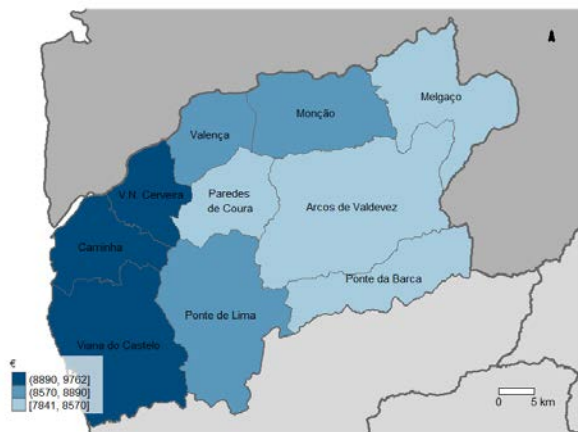 Melgaço
Monção
Valença
V.N. Cerveira
Paredes
de Coura
Arcos de Valdevez
Caminha
Ponte da Barca
Ponte de Lima
Viana do Castelo
€
(8890, 9762]
(8570, 8890]
[7841, 8570]
0 5 km